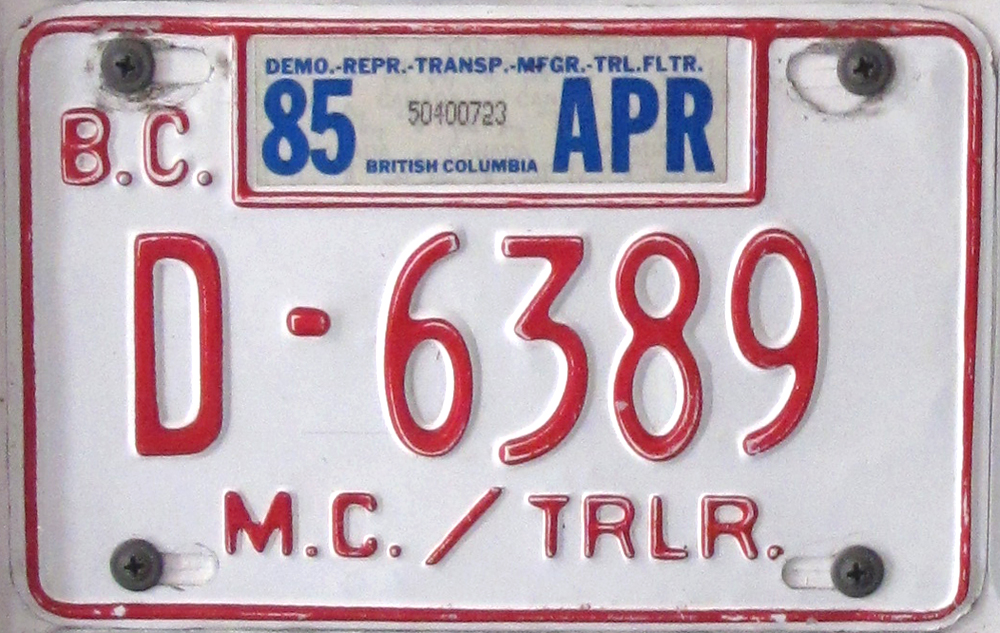 DEMO.-REPR.-TRANSP.-MFGR.-TRL.FLTR.
85 50400723 APR
BRITISH COLUMBIA
B.C.
D-6389
M.C./TRLR.